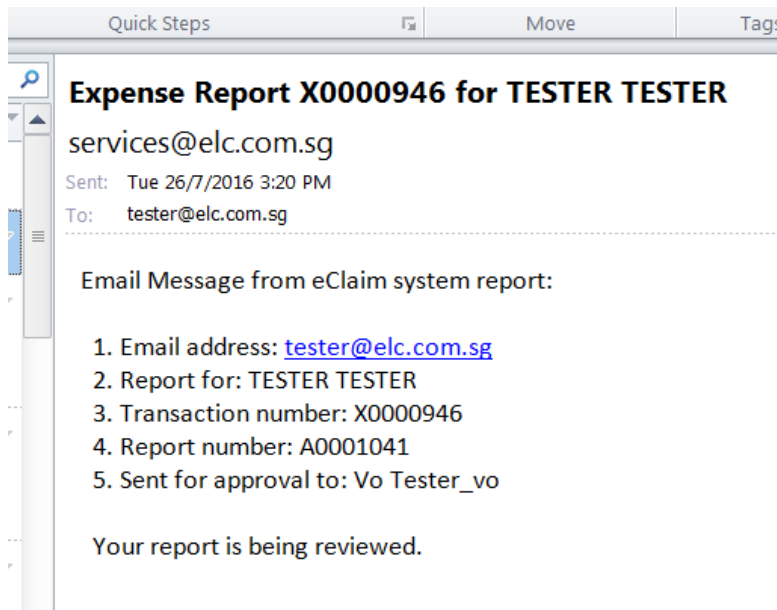 Quick Steps
Move
Tags
Expense Report X0000946 for TESTER TESTER
services@elc.com.sg
Sent: Tue 26/7/2016 3:20 PM
To: tester@elc.com.sg
Email Message from eClaim system report:
1. Email address: tester@elc.com.sg
2. Report for: TESTER TESTER
3. Transaction number: X0000946
4. Report number: A0001041
5. Sent for approval to: Vo Tester_vo
Your report is being reviewed.